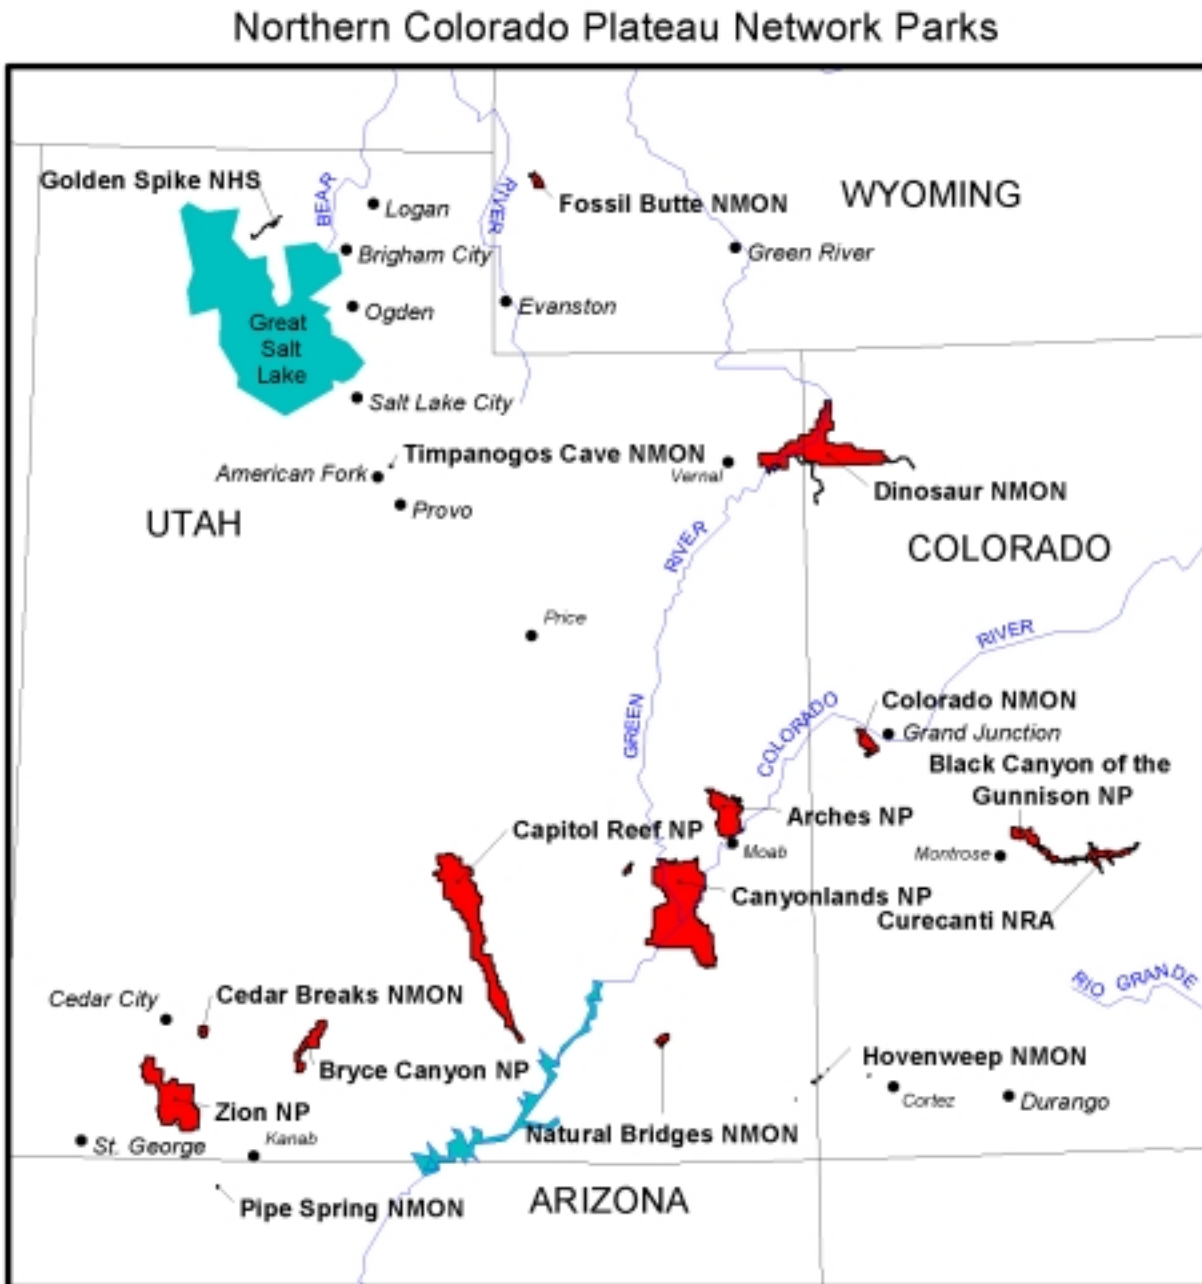 Northern Colorado Plateau Network Parks
Golden Spike NHS
BEAR
RIVER
Logan
Fossil Butte NMON
WYOMING
Brigham City
Green River
Ogden
Evanston
Great
Salt
Lake
Salt Lake City
Timpanogos Cave NMON
American Fork
Vernal
Dinosaur NMON
Provo
UTAH
COLORADO
RIVER
Price
RIVER
GREEN
COLORADO
Colorado NMON
Grand Junction
Black Canyon of the
Gunnison NP
Arches NP
Capitol Reef NP
Moab
Montrose
Canyonlands NP
Curecanti NRA
RIO GRANDE
Cedar City
Cedar Breaks NMON
Hovenweep NMON
Bryce Canyon NP
Cortez
Durango
Zion NP
Natural Bridges NMON
St. George
Kanab
Pipe Spring NMON
ARIZONA